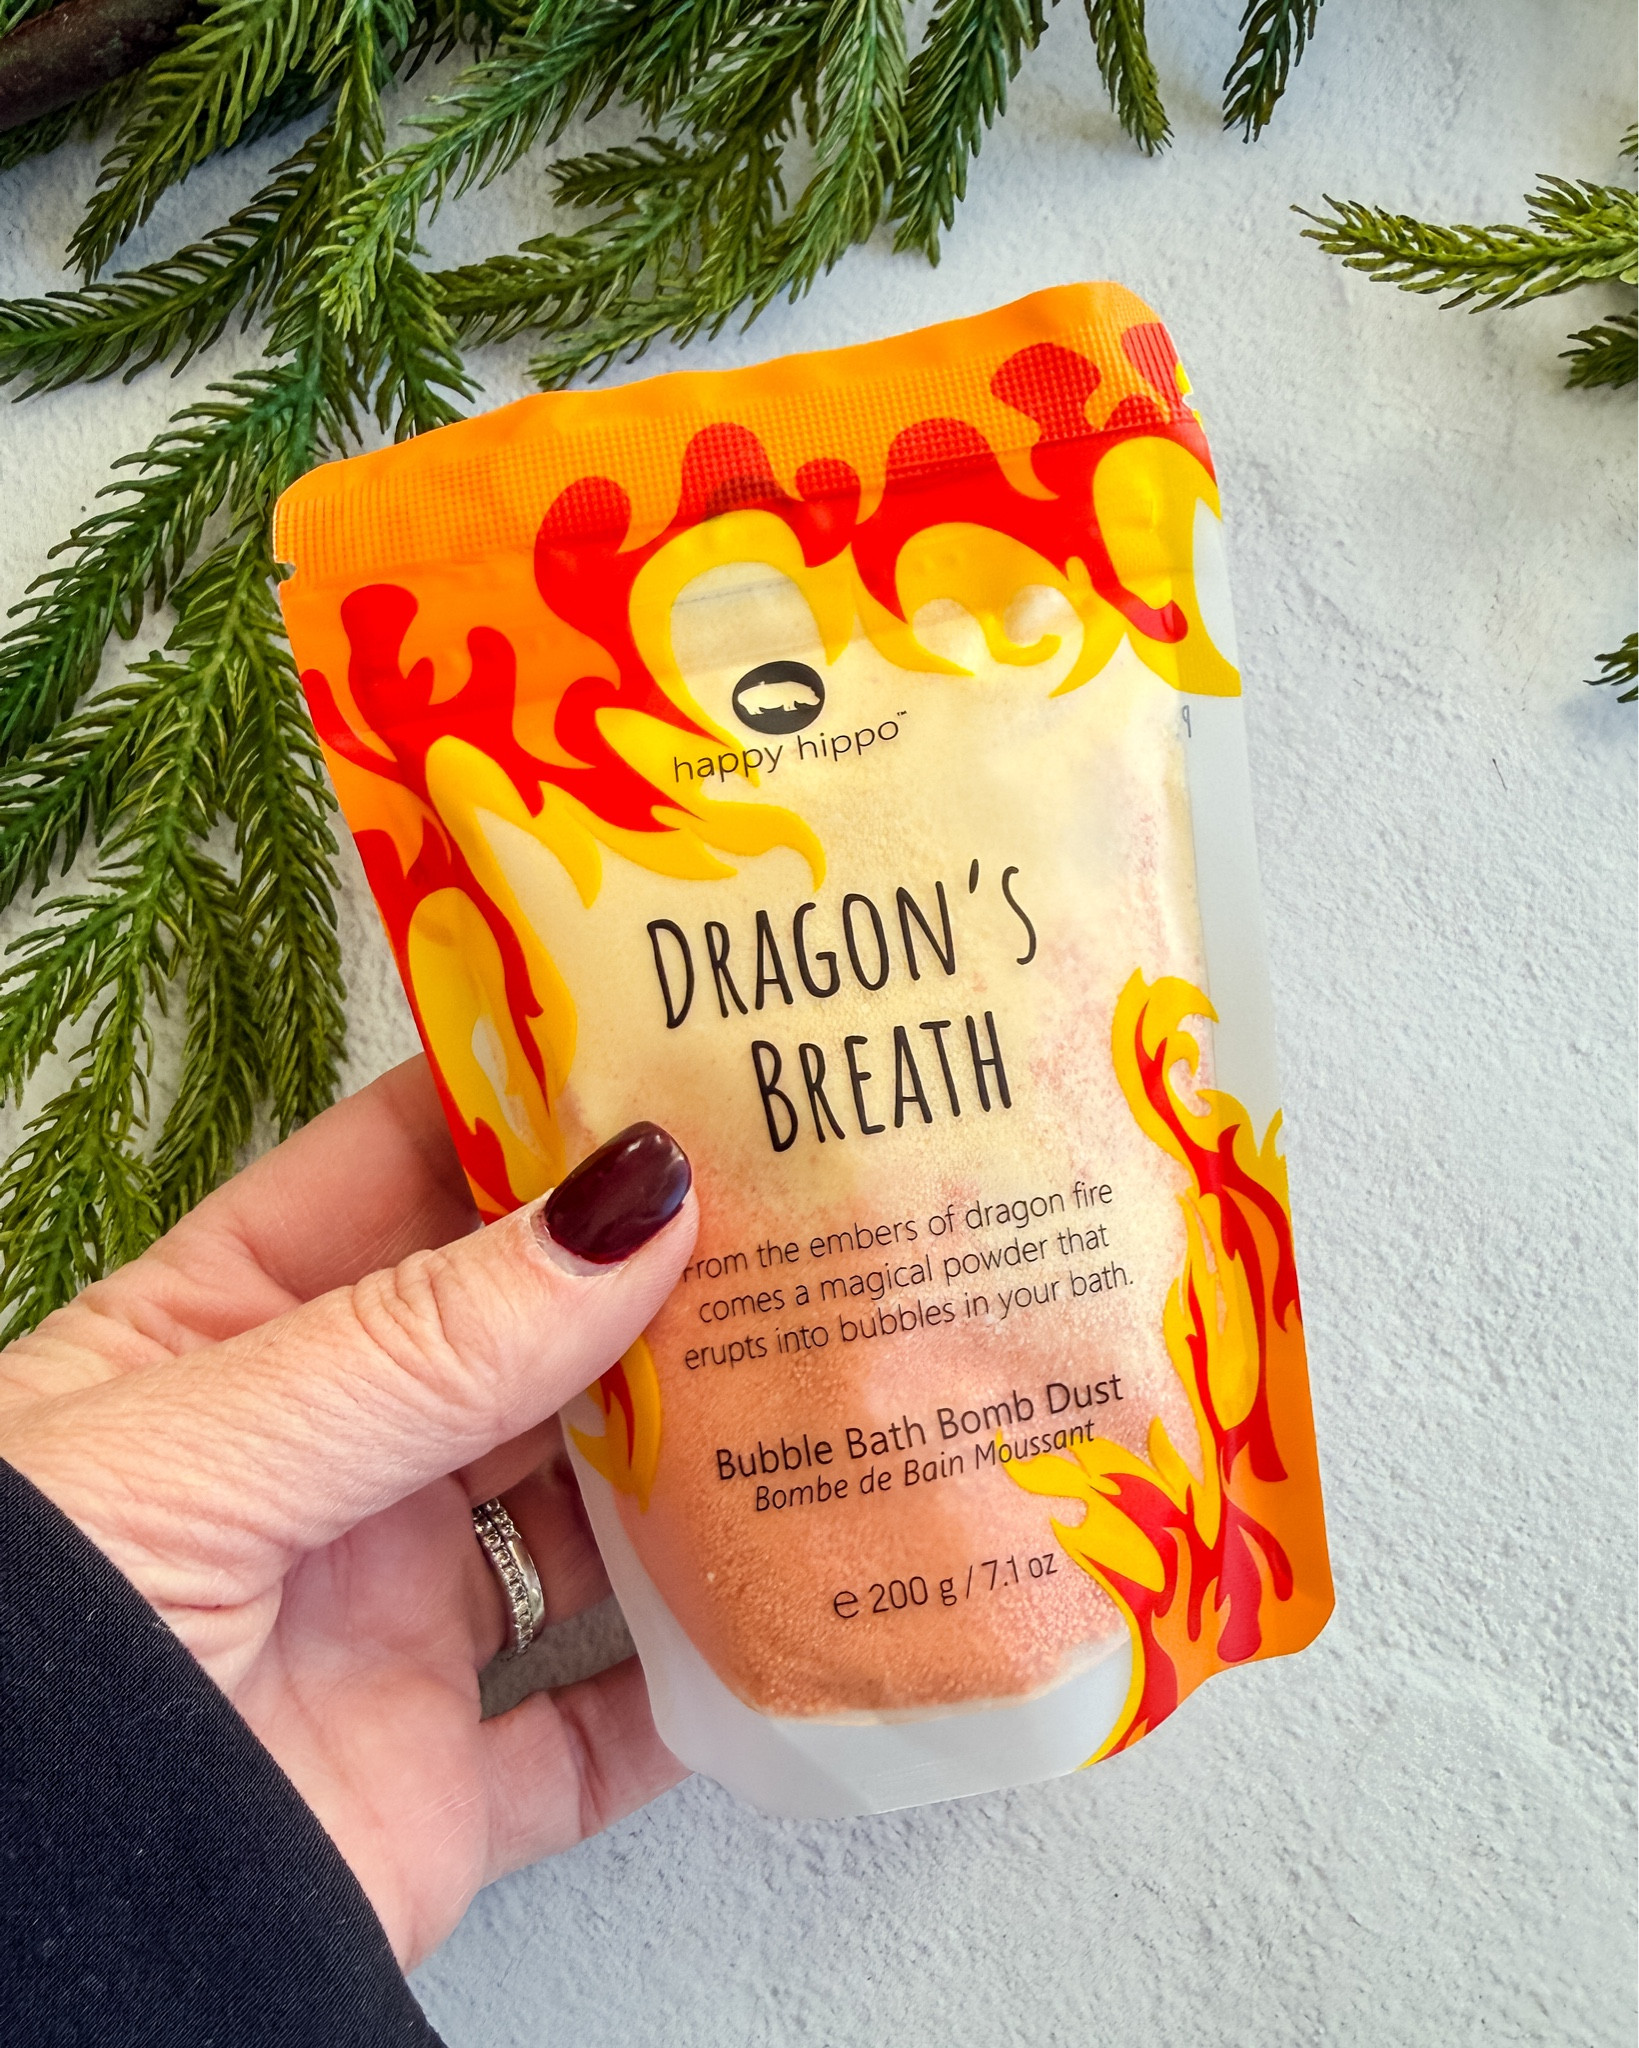 happy hippo™
DRAGON'S
BREATH
From the embers of dragon fire
comes a magical powder that
erupts into bubbles in your bath.
Bubble Bath Bomb Dust
Bombe de Bain Moussant
℮ 200 g / 7.1 oz